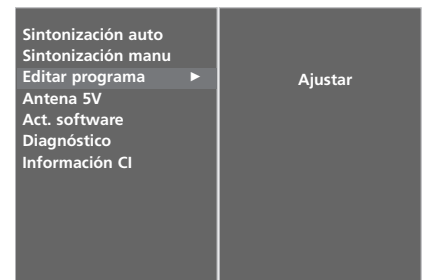 Sintonización auto
Sintonización manu
Editar programa ►
Ajustar
Antena 5V
Act. software
Diagnóstico
Información CI